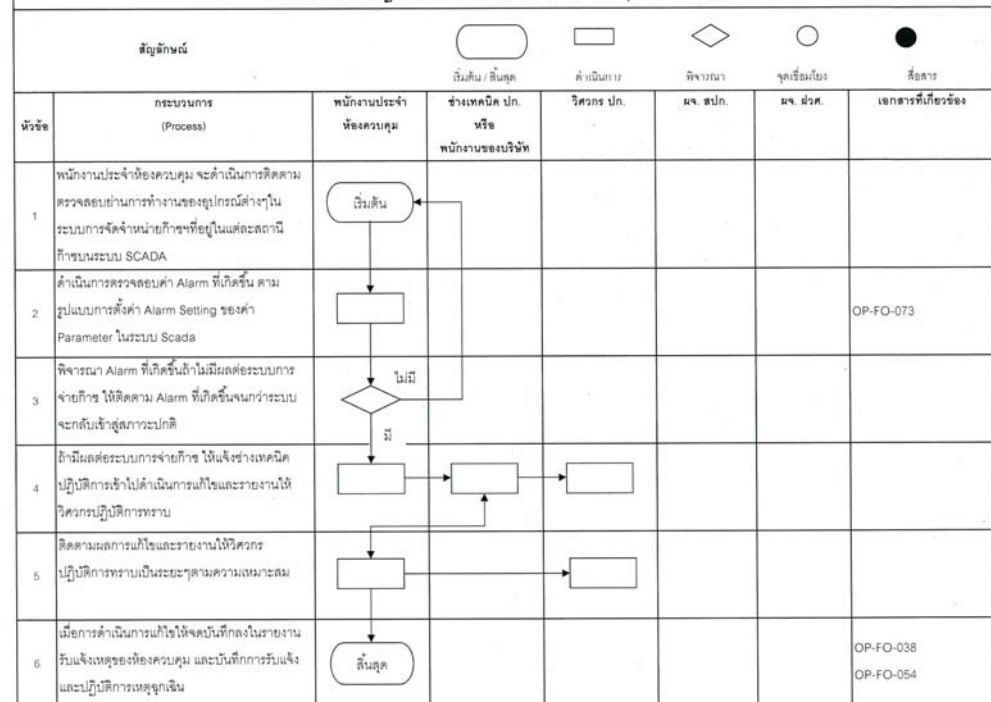 สัญลักษณ์
เริ่มต้น / สิ้นสุด
ดำเนินการ
พิจารณา
จุดเชื่อมโยง
สื่อสาร
หัวข้อ
กระบวนการ
(Process)
พนักงานประจำ
ห้องควบคุม
ช่างเทคนิค ปก.
หรือ
พนักงานของบริษัท
วิศวกร ปก.
ผจ. สปก.
ผจ. ฝวศ.
เอกสารที่เกี่ยวข้อง
1
พนักงานประจำห้องควบคุม จะดำเนินการติดตาม
ตรวจสอบย่านการทำงานของอุปกรณ์ต่างๆใน
ระบบการจัดจำหน่ายก๊าซฯที่อยู่ในแต่ละสถานี
ก๊าซบนระบบ SCADA
เริ่มต้น
2
ดำเนินการตรวจสอบค่า Alarm ที่เกิดขึ้น ตาม
รูปแบบการตั้งค่า Alarm Setting ของค่า
Parameter ในระบบ Scada
OP-FO-073
3
พิจารณา Alarm ที่เกิดขึ้นถ้าไม่มีผลต่อระบบการ
จ่ายก๊าซ ให้ติดตาม Alarm ที่เกิดขึ้นจนกว่าระบบ
จะกลับเข้าสู่สภาวะปกติ
ไม่มี
มี
4
ถ้ามีผลต่อระบบการจ่ายก๊าซ ให้แจ้งช่างเทคนิค
ปฏิบัติการเข้าไปดำเนินการแก้ไขและรายงานให้
วิศวกรปฏิบัติการทราบ
5
ติดตามผลการแก้ไขและรายงานให้วิศวกร
ปฏิบัติการทราบเป็นระยะๆตามความเหมาะสม
6
เมื่อการดำเนินการแก้ไขให้จดบันทึกลงในรายงาน
รับแจ้งเหตุของห้องควบคุม และบันทึกการรับแจ้ง
และปฏิบัติการเหตุฉุกเฉิน
สิ้นสุด
OP-FO-038
OP-FO-054